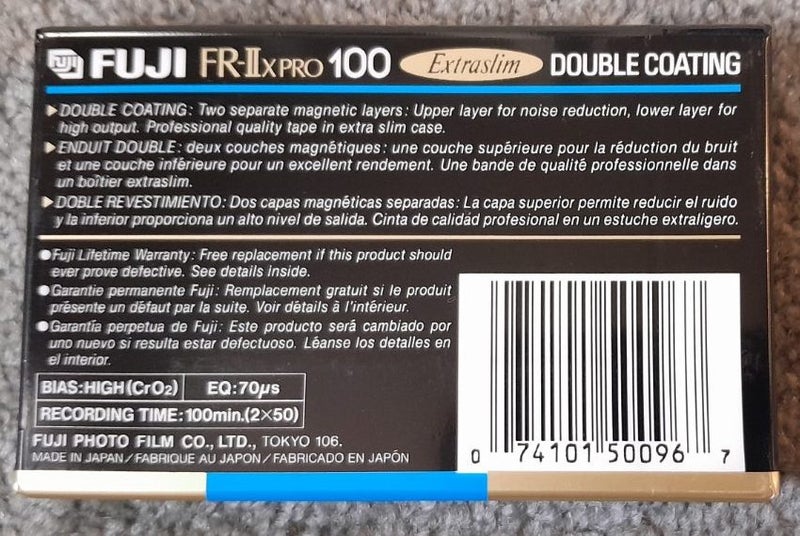 FUJI FUJI FR-IIx PRO 100 Extraslim DOUBLE COATING
DOUBLE COATING: Two separate magnetic layers: Upper layer for noise reduction, lower layer for
high output. Professional quality tape in extra slim case.
ENDUIT DOUBLE: deux couches magnétiques: une couche supérieure pour la réduction du bruit
et une couche inférieure pour un excellent rendement. Une bande de qualité professionnelle dans
un boîtier extraslim.
DOBLE REVESTIMIENTO: Dos capas magnéticas separadas: La capa superior permite reducir el ruido
y la inferior proporciona un alto nivel de salida. Cinta de calidad profesional en un estuche extraligero.
Fuji Lifetime Warranty: Free replacement if this product should
ever prove defective. See details inside.
Garantie permanente Fuji: Remplacement gratuit si le produit
présente un défaut par la suite. Voir détails à l'intérieur.
Garantía perpetua de Fuji: Este producto será cambiado por
uno nuevo si resulta estar defectuoso. Léanse los detalles en
el interior.
BIAS:HIGH (CrO₂) EQ:70μs
RECORDING TIME:100min.(2×50)
FUJI PHOTO FILM CO., LTD., TOKYO 106.
MADE IN JAPAN/FABRIQUE AU JAPON/FABRICADO EN JAPÓN
0 74101 50096 7